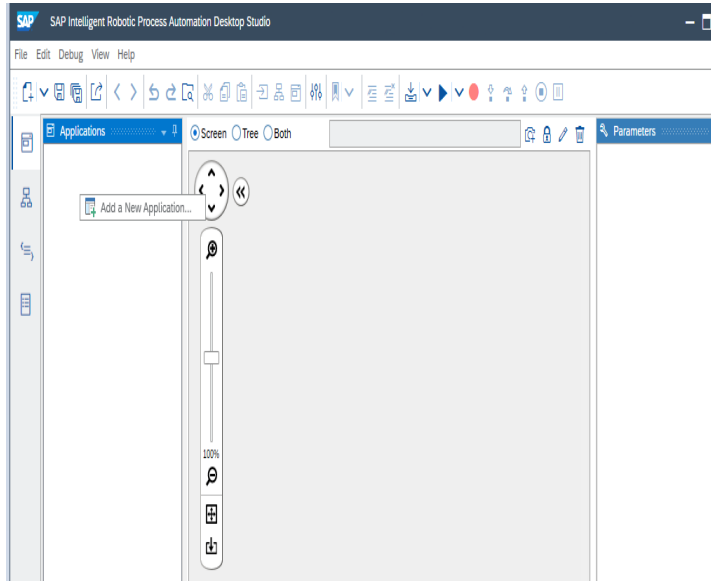 SAP SAP Intelligent Robotic Process Automation Desktop Studio
File Edit Debug View Help
Applications
Screen Tree Both
Parameters
Add a New Application...
100%